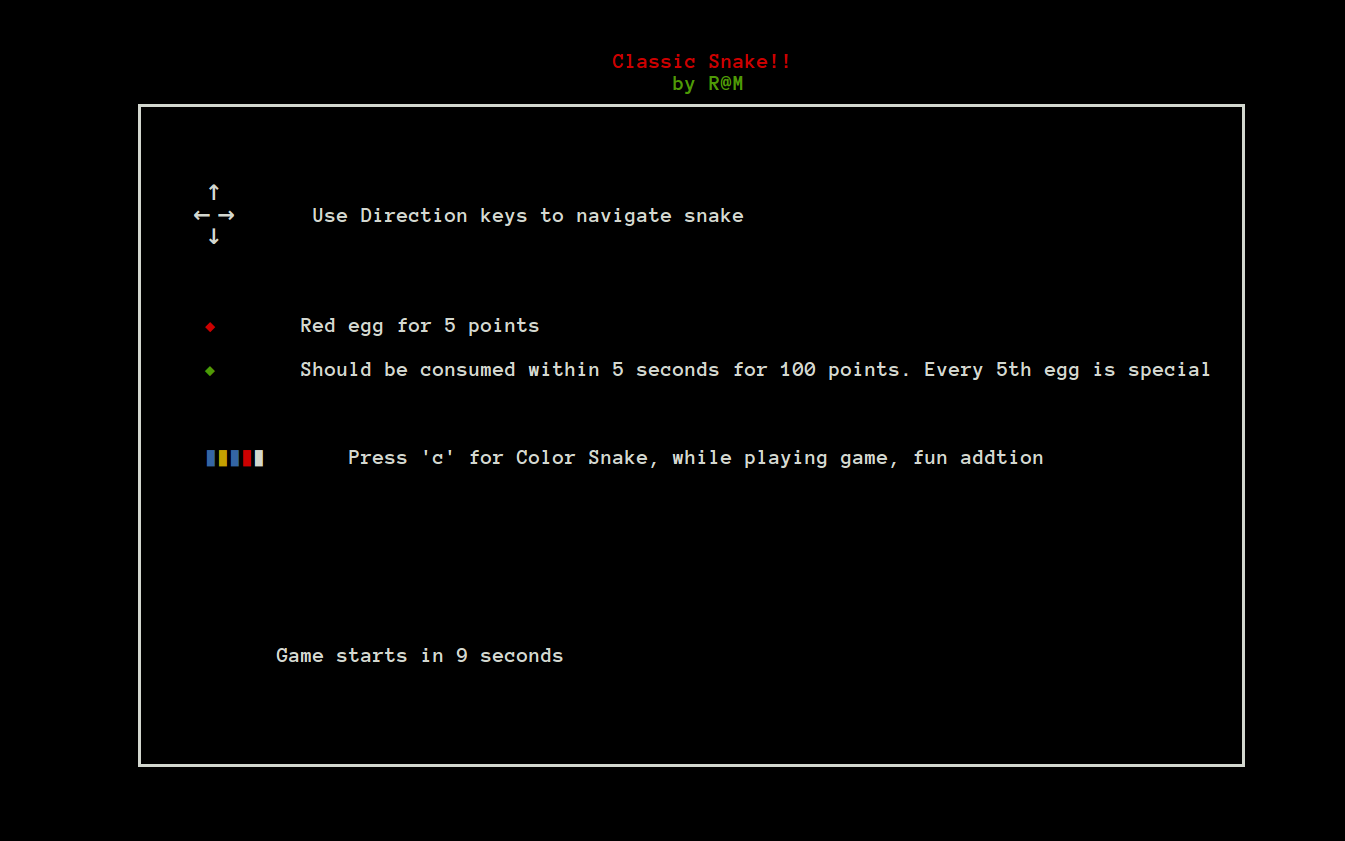 Classic Snake!!
by R@M
↑
←→ Use Direction keys to navigate snake
↓
Red egg for 5 points
Should be consumed within 5 seconds for 100 points. Every 5th egg is special
Press 'c' for Color Snake, while playing game, fun addtion
Game starts in 9 seconds